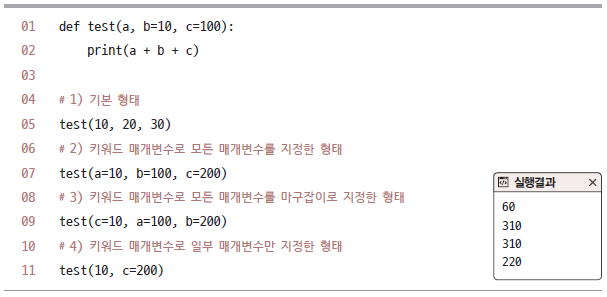 01 def test(a, b=10, c=100):
02     print(a + b + c)
03
04 # 1) 기본 형태
05 test(10, 20, 30)
06 # 2) 키워드 매개변수로 모든 매개변수를 지정한 형태
07 test(a=10, b=100, c=200)
08 # 3) 키워드 매개변수로 모든 매개변수를 마구잡이로 지정한 형태
09 test(c=10, a=100, b=200)
10 # 4) 키워드 매개변수로 일부 매개변수만 지정한 형태
11 test(10, c=200)
실행결과 ×
60
310
310
220